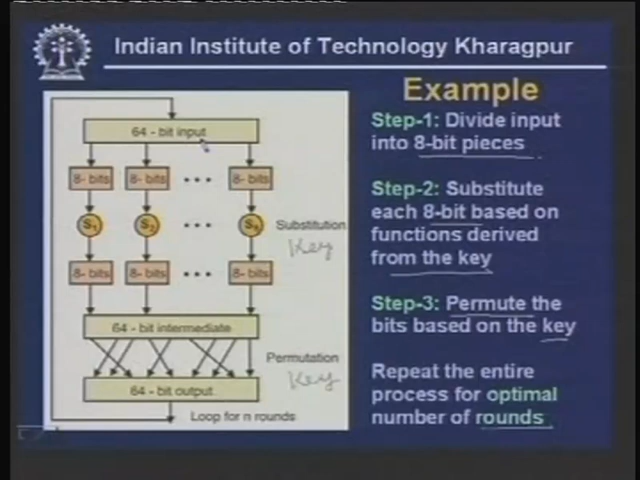 Indian Institute of Technology Kharagpur
Example
64 - bit input
8- bits 8- bits ... 8- bits
S1 S2 ... S8
Substitution
Key
8- bits 8- bits ... 8- bits
64 - bit intermediate
Permutation
Key
64 - bit output
Loop for n rounds
Step-1: Divide input
into 8-bit pieces
Step-2: Substitute
each 8-bit based on
functions derived
from the key
Step-3: Permute the
bits based on the key
Repeat the entire
process for optimal
number of rounds